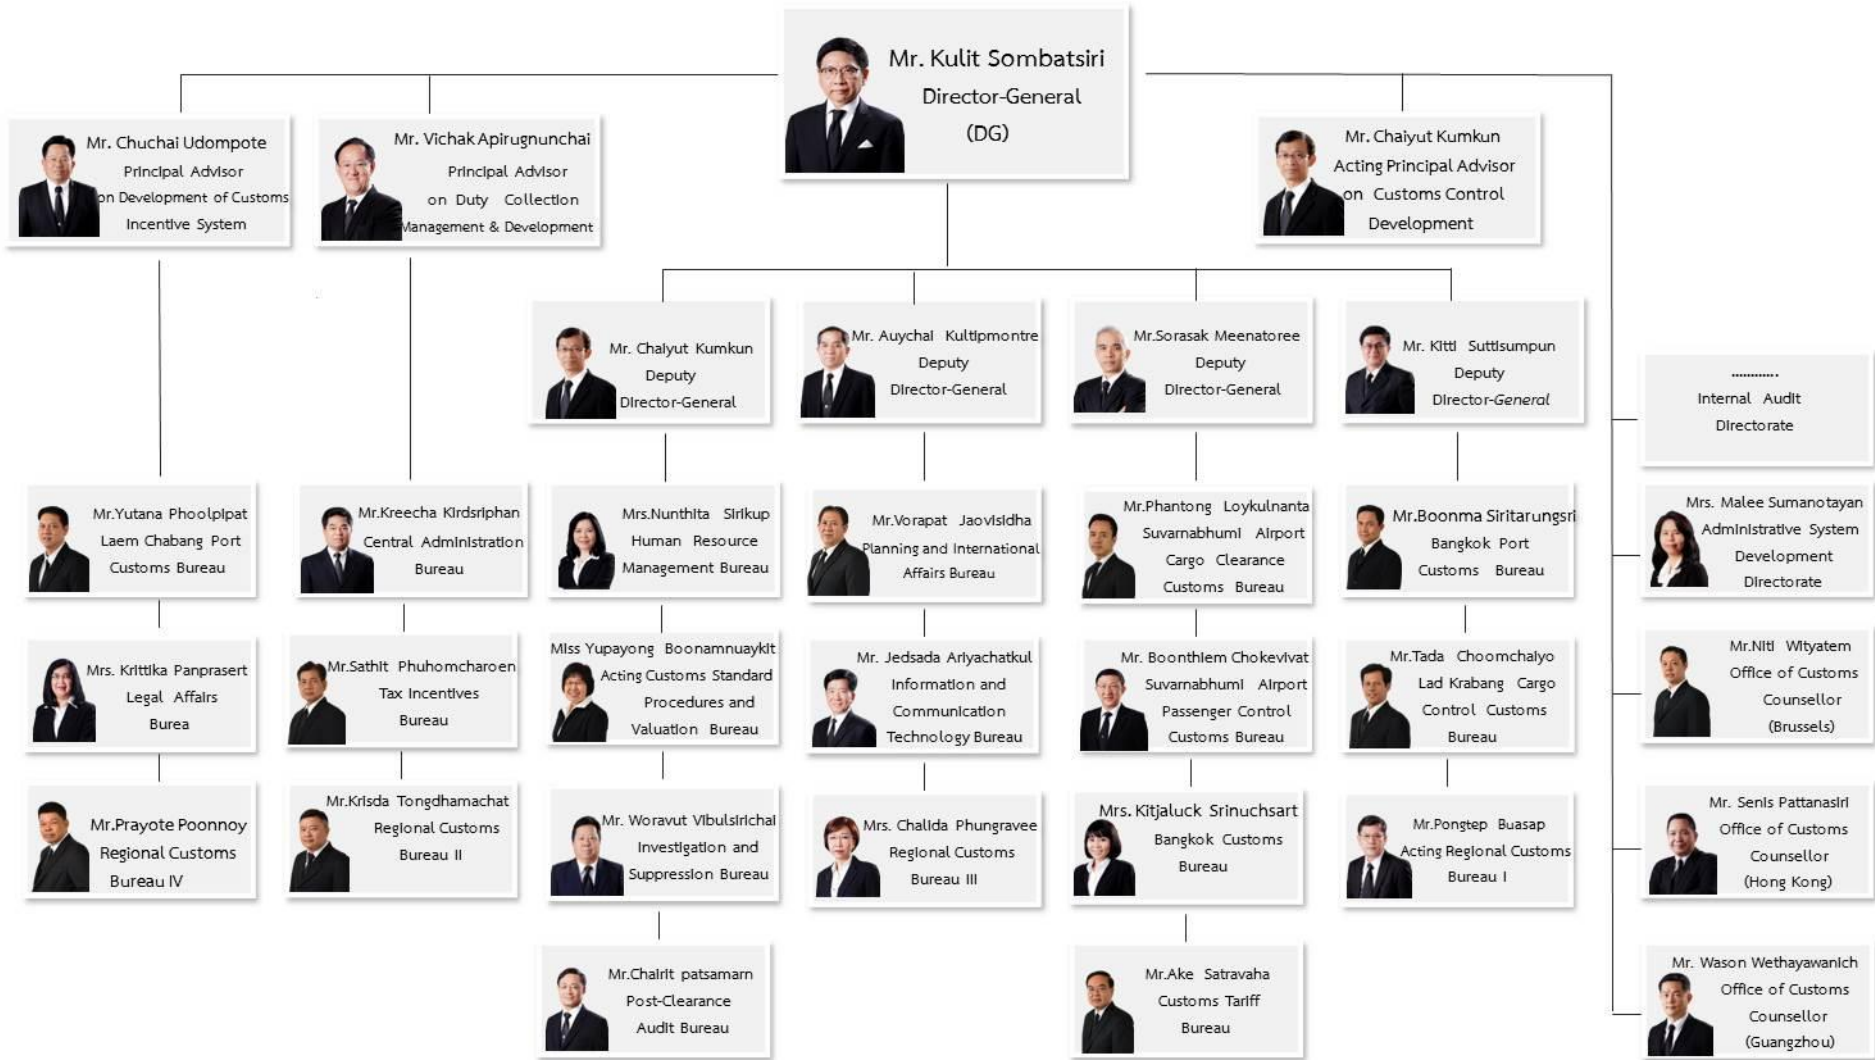 Mr. Kulit Sombatsiri
Director-General
(DG)
Mr. Chuchai Udompote
Principal Advisor
on Development of Customs
Incentive System
Mr. Vichak Apirugnunchai
Principal Advisor
on Duty Collection
Management & Development
Mr. Chaiyut Kumkun
Acting Principal Advisor
on Customs Control
Development
Mr. Chaiyut Kumkun
Deputy
Director-General
Mr. Auychai Kultipmontre
Deputy
Director-General
Mr.Sorasak Meenatoree
Deputy
Director-General
Mr. Kitti Suttisumpun
Deputy
Director-General
............
Internal Audit
Directorate
Mr.Yutana Phoolpipat
Laem Chabang Port
Customs Bureau
Mr.Kreecha Kirdsriphan
Central Administration
Bureau
Mrs.Nunthita Sirikup
Human Resource
Management Bureau
Mr.Vorapat Jaovisidha
Planning and International
Affairs Bureau
Mr.Phantong Loykulnanta
Suvarnabhumi Airport
Cargo Clearance
Customs Bureau
Mr.Boonma Siritarungsri
Bangkok Port
Customs Bureau
Mrs. Malee Sumanotayan
Administrative System
Development
Directorate
Mrs. Krittika Panprasert
Legal Affairs
Burea
Mr.Sathit Phuhomcharoen
Tax Incentives
Bureau
Miss Yupayong Boonamnuaykit
Acting Customs Standard
Procedures and
Valuation Bureau
Mr. Jedsada Ariyachatkul
Information and
Communication
Technology Bureau
Mr. Boonthiem Chokevivat
Suvarnabhumi Airport
Passenger Control
Customs Bureau
Mr.Tada Choomchaiyo
Lad Krabang Cargo
Control Customs
Bureau
Mr.Niti Wityatem
Office of Customs
Counsellor
(Brussels)
Mr.Prayote Poonnoy
Regional Customs
Bureau IV
Mr.Krisda Tongdhamachat
Regional Customs
Bureau II
Mr. Woravut Vibulsirichai
Investigation and
Suppression Bureau
Mrs. Chalida Phungravee
Regional Customs
Bureau III
Mrs. Kitjaluck Srinuchsart
Bangkok Customs
Bureau
Mr.Pongtep Buasap
Acting Regional Customs
Bureau I
Mr. Senis Pattanasiri
Office of Customs
Counsellor
(Hong Kong)
Mr.Chairit patsamarn
Post-Clearance
Audit Bureau
Mr.Ake Satravaha
Customs Tariff
Bureau
Mr. Wason Wethayawanich
Office of Customs
Counsellor
(Guangzhou)